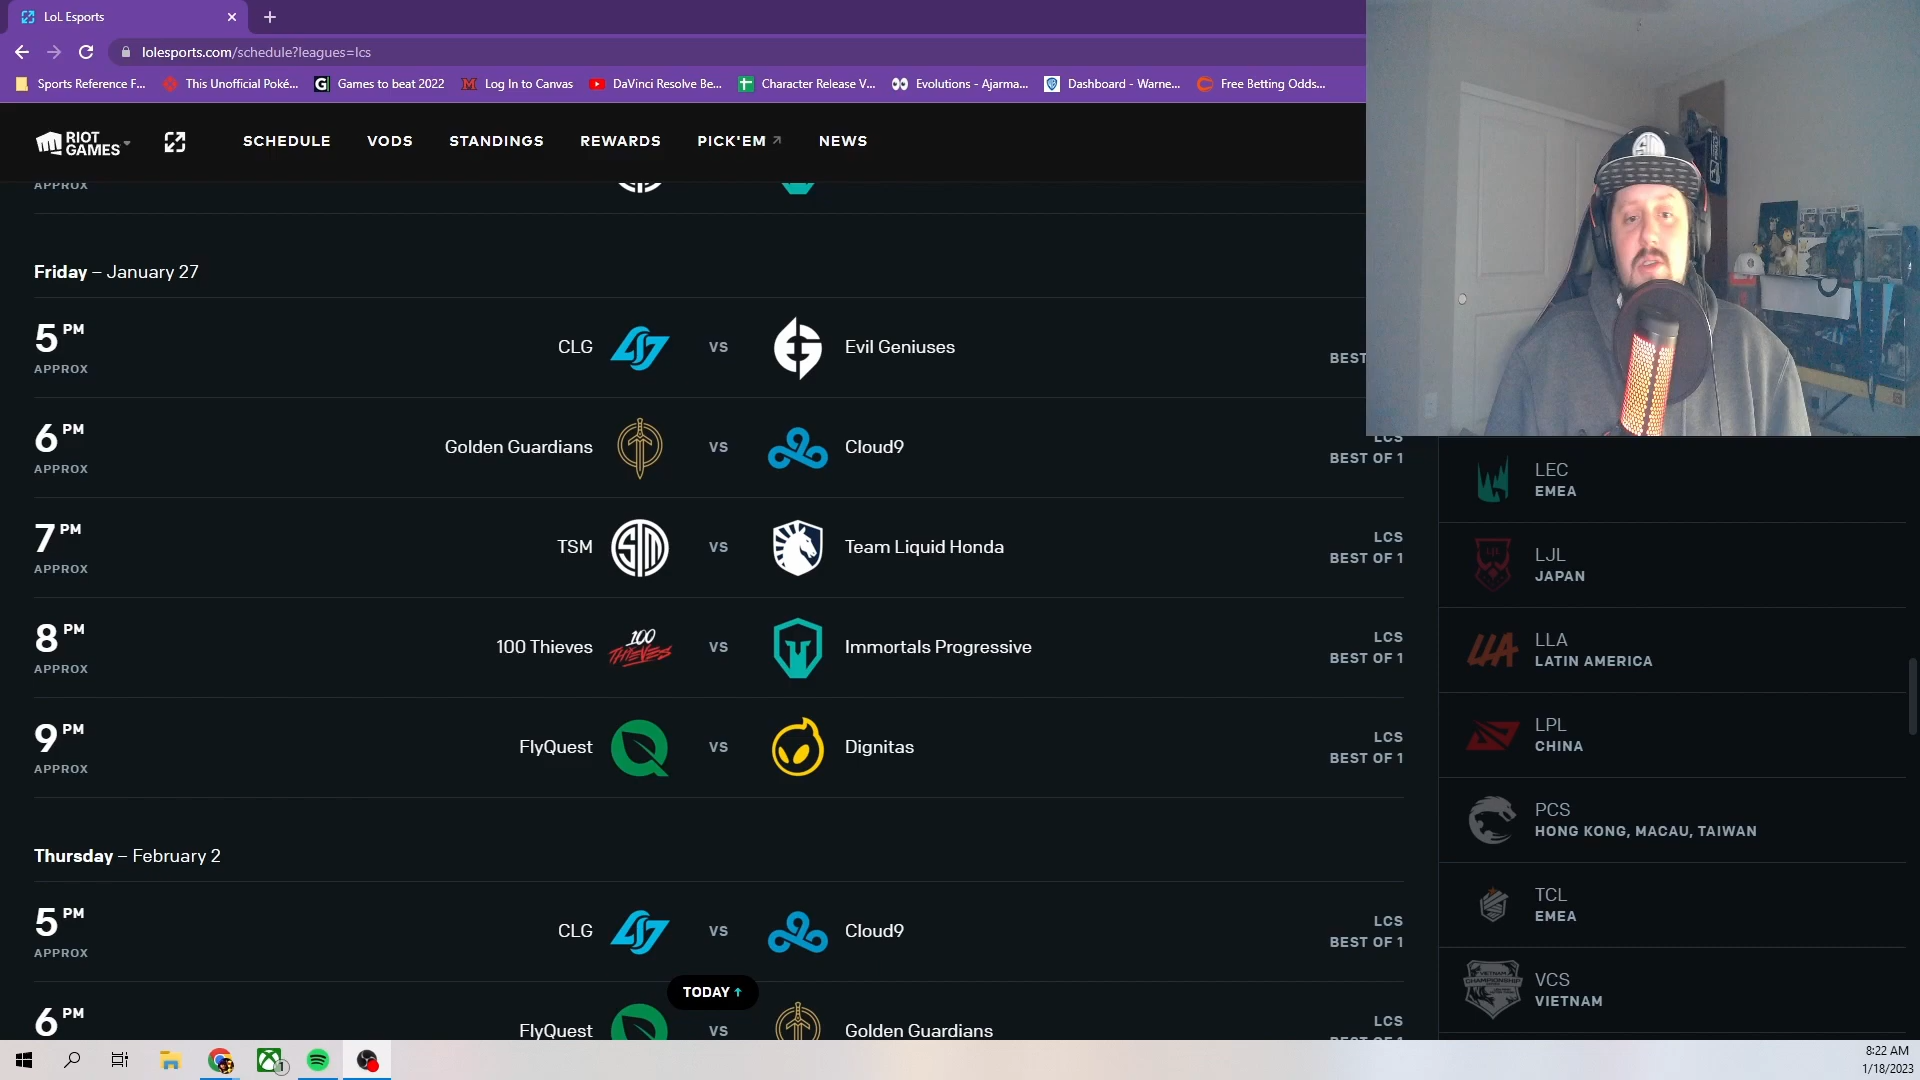 LoL Esports
lolesports.com/schedule?leagues=lcs
Sports Reference F...
This Unofficial Poké...
Games to beat 2022
Log In to Canvas
DaVinci Resolve Be...
Character Release V...
Evolutions - Ajarma...
Dashboard - Warne...
Free Betting Odds...
RIOT
GAMES
SCHEDULE
VODS
STANDINGS
REWARDS
PICK'EM
NEWS
APPROX
Friday – January 27
5 PM
APPROX
CLG
VS
Evil Geniuses
BEST
6 PM
APPROX
Golden Guardians
VS
Cloud9
LCS
BEST OF 1
7 PM
APPROX
TSM
VS
Team Liquid Honda
LCS
BEST OF 1
8 PM
APPROX
100 Thieves
100
THIEVES
VS
Immortals Progressive
LCS
BEST OF 1
9 PM
APPROX
FlyQuest
VS
Dignitas
LCS
BEST OF 1
Thursday – February 2
5 PM
APPROX
CLG
VS
Cloud9
LCS
BEST OF 1
TODAY ↑
6 PM
FlyQuest
VS
Golden Guardians
LCS
BEST OF 1
LEC
EMEA
LJL
JAPAN
LLA
LATIN AMERICA
LPL
CHINA
PCS
HONG KONG, MACAU, TAIWAN
TCL
EMEA
VCS
VIETNAM
8:22 AM
1/18/2023